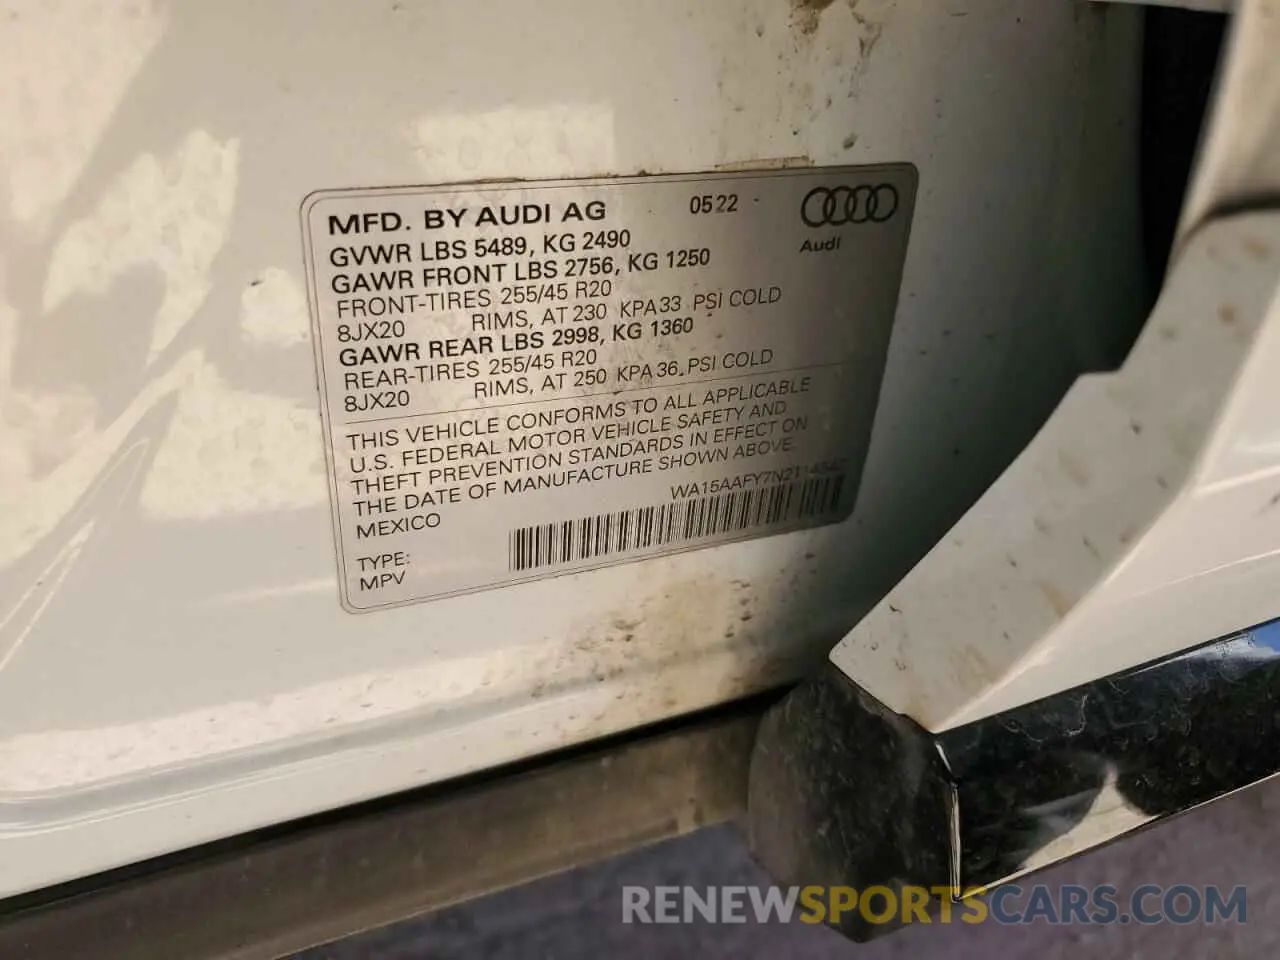 MFD. BY AUDI AG 0522
Audi
GVWR LBS 5489, KG 2490
GAWR FRONT LBS 2756, KG 1250
FRONT-TIRES 255/45 R20
8JX20 RIMS, AT 230 KPA 33 PSI COLD
GAWR REAR LBS 2998, KG 1360
REAR-TIRES 255/45 R20
8JX20 RIMS, AT 250 KPA 36 PSI COLD
THIS VEHICLE CONFORMS TO ALL APPLICABLE
U.S. FEDERAL MOTOR VEHICLE SAFETY AND
THEFT PREVENTION STANDARDS IN EFFECT ON
THE DATE OF MANUFACTURE SHOWN ABOVE.
MEXICO
TYPE:
MPV
RENEWSPORTSCARS.COM